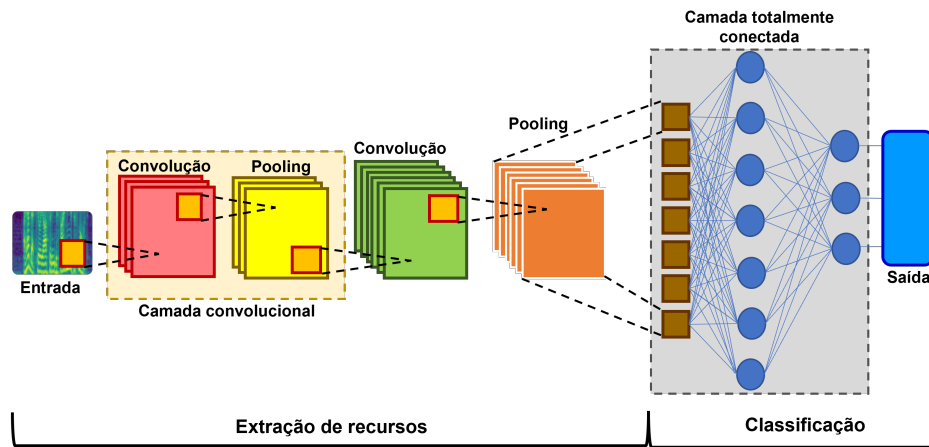 Camada totalmente
conectada
Pooling
Convolução
Convolução
Pooling
Entrada
Saída
Camada convolucional
Extração de recursos
Classificação